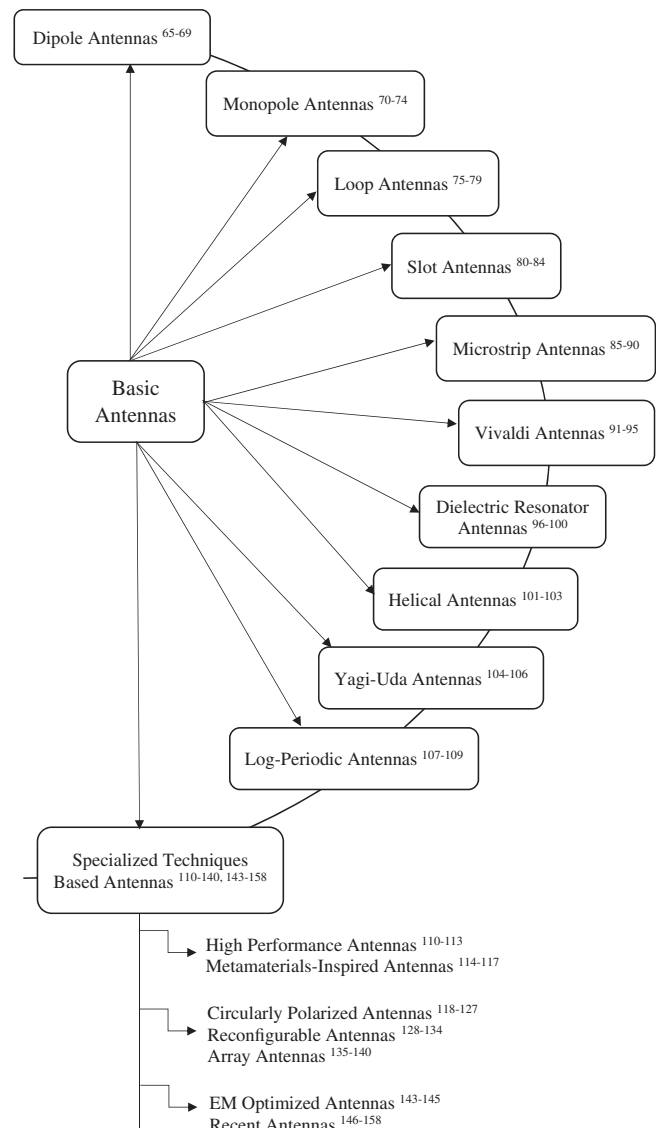 Dipole Antennas 65-69
Monopole Antennas 70-74
Loop Antennas 75-79
Slot Antennas 80-84
Microstrip Antennas 85-90
Basic
Antennas
Vivaldi Antennas 91-95
Dielectric Resonator
Antennas 96-100
Helical Antennas 101-103
Yagi-Uda Antennas 104-106
Log-Periodic Antennas 107-109
Specialized Techniques
Based Antennas 110-140, 143-158
High Performance Antennas 110-113
Metamaterials-Inspired Antennas 114-117
Circularly Polarized Antennas 118-127
Reconfigurable Antennas 128-134
Array Antennas 135-140
EM Optimized Antennas 143-145
Recent Antennas 146-158